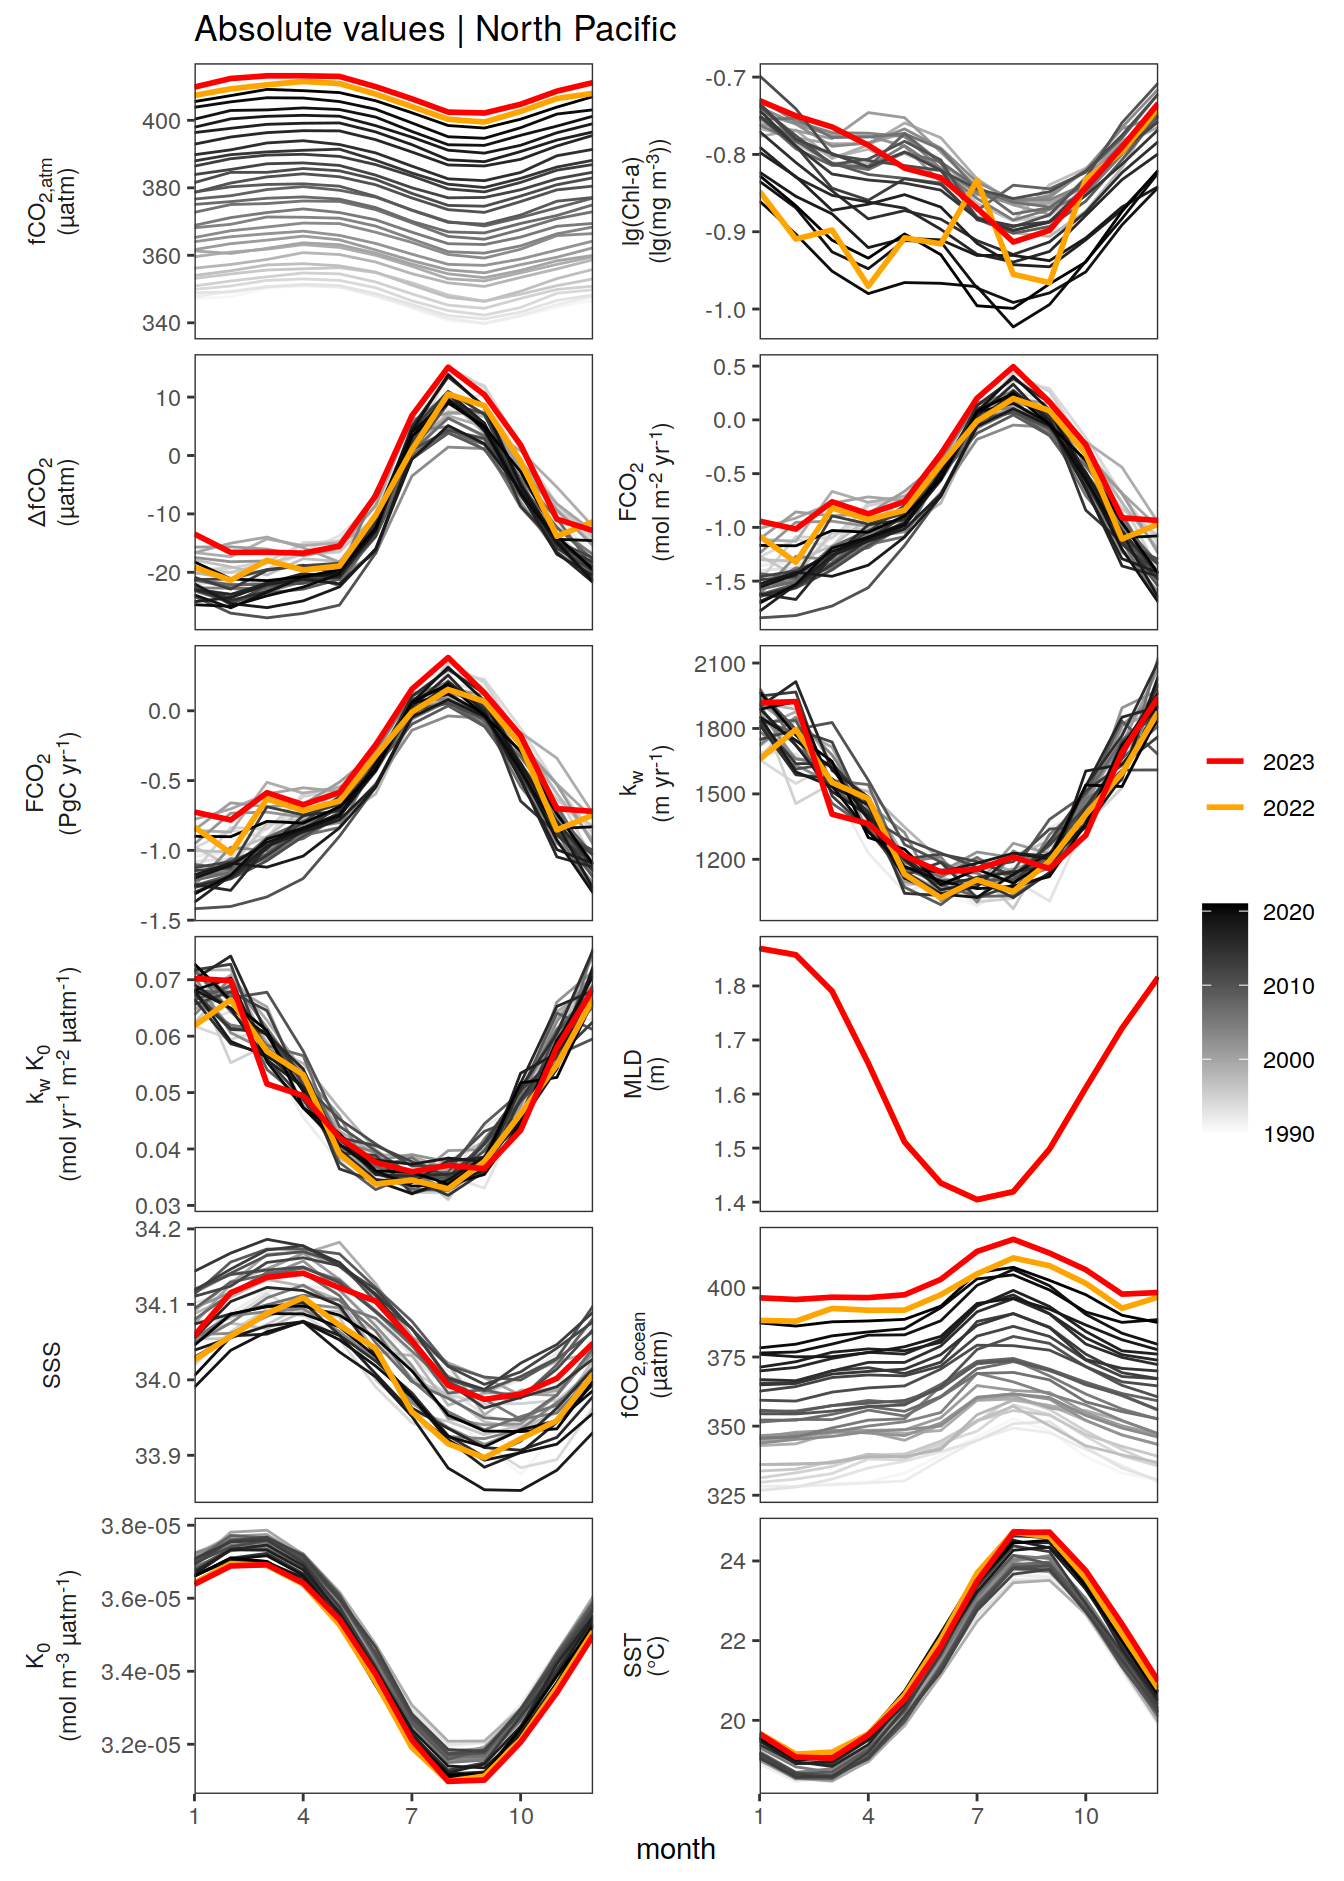 Absolute values | North Pacific
fCO2,atm
(µatm)
400
380
360
340
lg(Chl-a)
(lg(mg m-3))
-0.7
-0.8
-0.9
-1.0
ΔfCO2
(µatm)
10
0
-10
-20
FCO2
(mol m-2 yr-1)
0.5
0.0
-0.5
-1.0
-1.5
FCO2
(PgC yr-1)
0.0
-0.5
-1.0
-1.5
kw
(m yr-1)
2100
1800
1500
1200
kw K0
(mol yr-1 m-2 µatm-1)
0.07
0.06
0.05
0.04
0.03
MLD
(m)
1.8
1.7
1.6
1.5
1.4
SSS
34.2
34.1
34.0
33.9
fCO2,ocean
(µatm)
400
375
350
325
K0
(mol m-3 µatm-1)
3.8e-05
3.6e-05
3.4e-05
3.2e-05
SST
(°C)
24
22
20
1 4 7 10
1 4 7 10
month
2023
2022
2020
2010
2000
1990